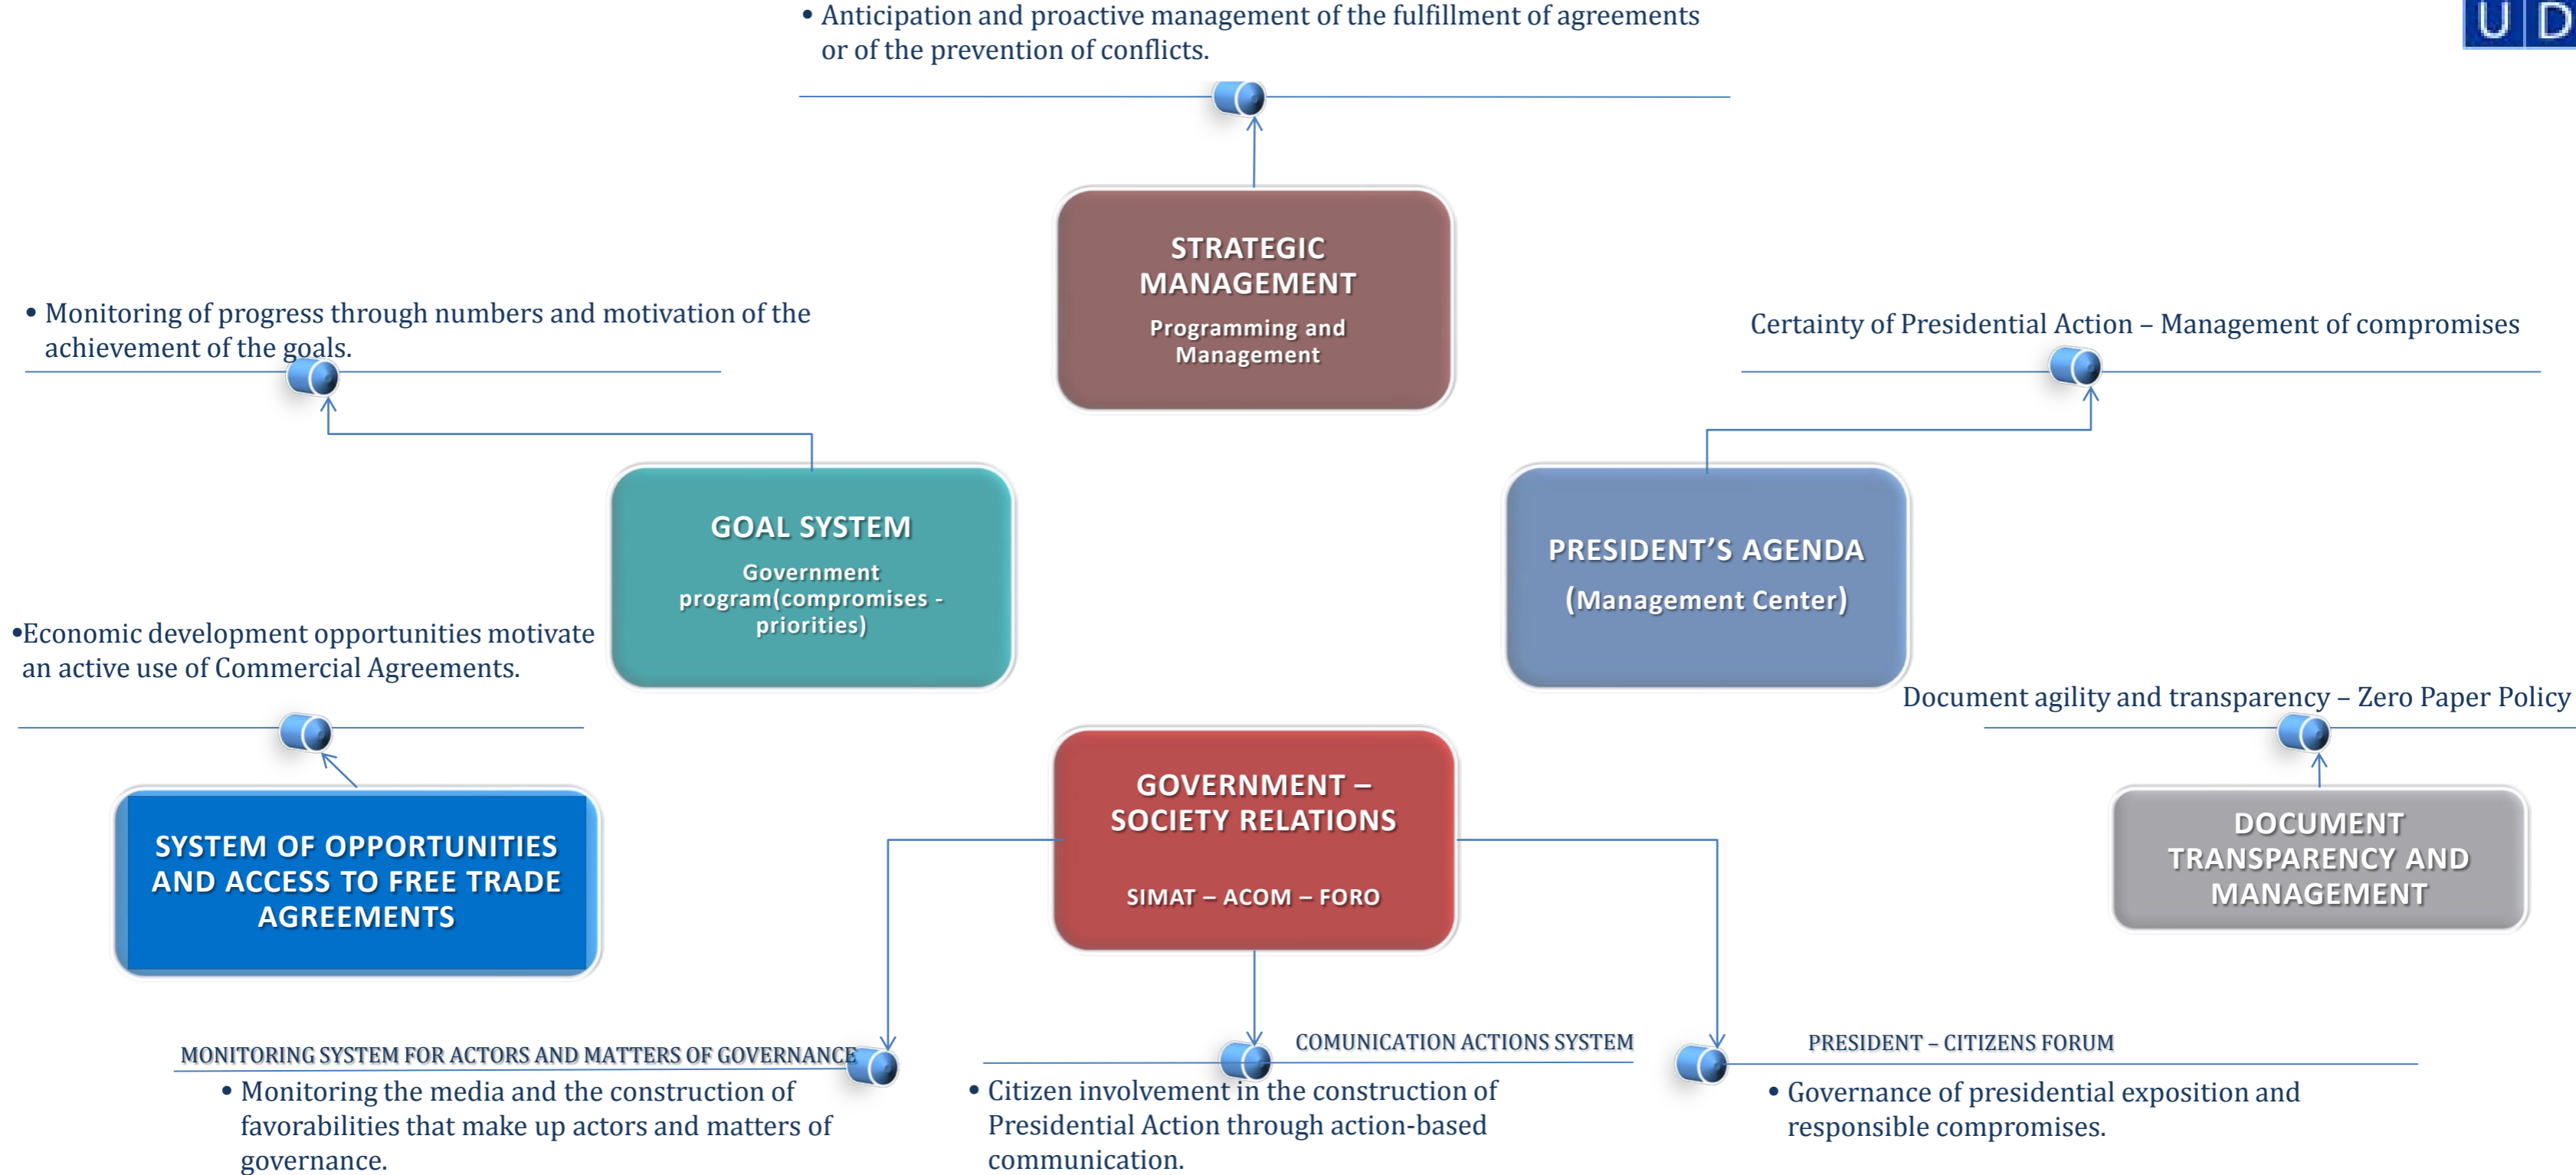 • Anticipation and proactive management of the fulfillment of agreements
or of the prevention of conflicts.
U D
STRATEGIC
MANAGEMENT
Programming and
Management
• Monitoring of progress through numbers and motivation of the
achievement of the goals.
Certainty of Presidential Action – Management of compromises
GOAL SYSTEM
Government
program(compromises -
priorities)
PRESIDENT’S AGENDA
(Management Center)
•Economic development opportunities motivate
an active use of Commercial Agreements.
Document agility and transparency – Zero Paper Policy
SYSTEM OF OPPORTUNITIES
AND ACCESS TO FREE TRADE
AGREEMENTS
GOVERNMENT –
SOCIETY RELATIONS
SIMAT – ACOM – FORO
DOCUMENT
TRANSPARENCY AND
MANAGEMENT
MONITORING SYSTEM FOR ACTORS AND MATTERS OF GOVERNANCE
• Monitoring the media and the construction of
favorabilities that make up actors and matters of
governance.
COMUNICATION ACTIONS SYSTEM
• Citizen involvement in the construction of
Presidential Action through action-based
communication.
PRESIDENT – CITIZENS FORUM
• Governance of presidential exposition and
responsible compromises.